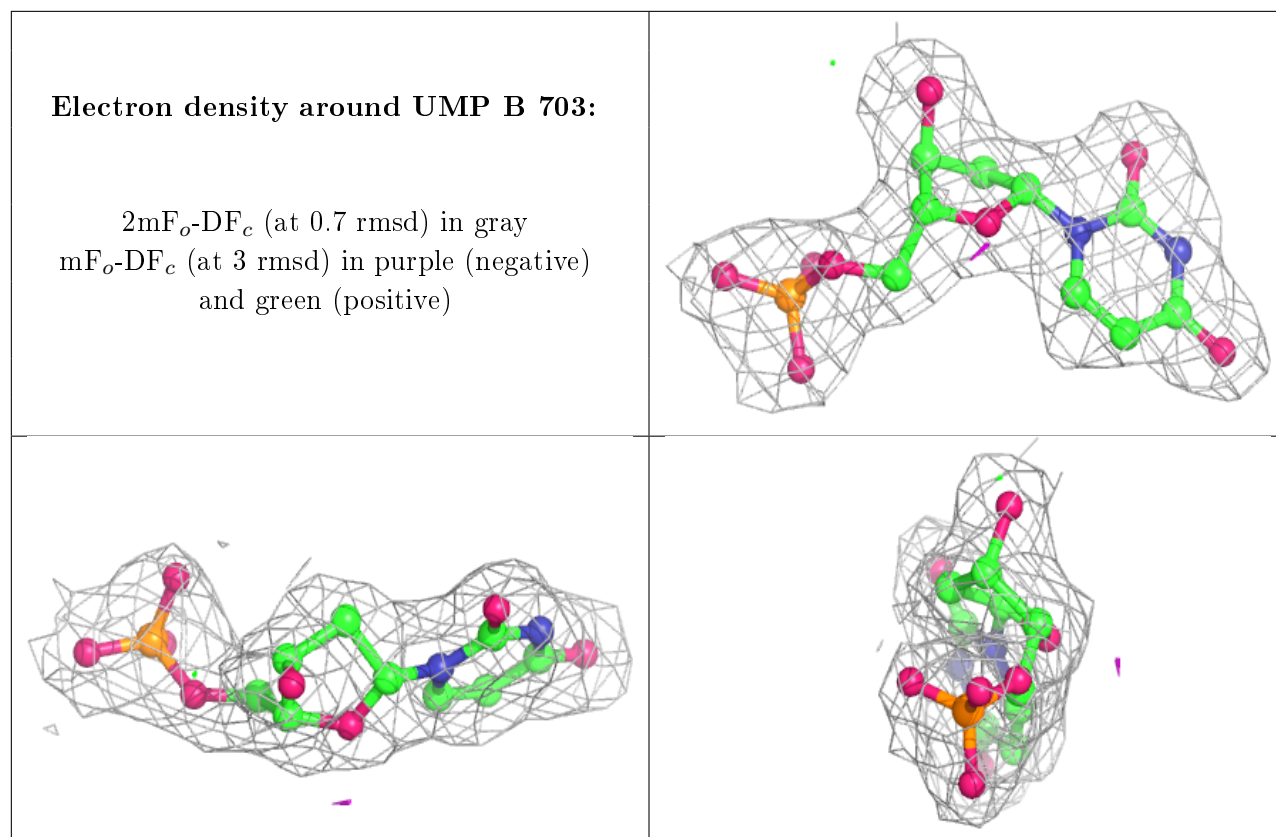 Electron density around UMP B 703:
2mFo-DFc (at 0.7 rmsd) in gray
mFo-DFc (at 3 rmsd) in purple (negative)
and green (positive)